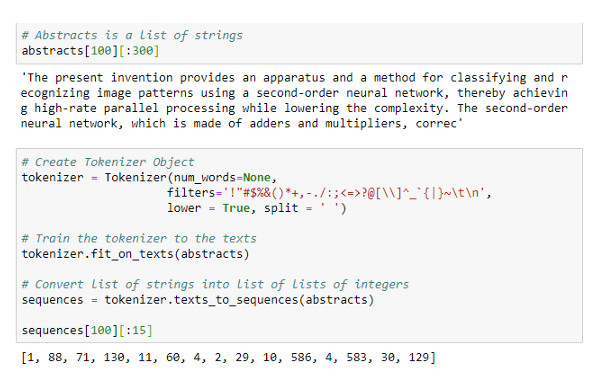 # Abstracts is a list of strings
abstracts[100][:300]
'The present invention provides an apparatus and a method for classifying and r
ecognizing image patterns using a second-order neural network, thereby achievin
g high-rate parallel processing while lowering the complexity. The second-order
neural network, which is made of adders and multipliers, correc'
# Create Tokenizer Object
tokenizer = Tokenizer(num_words=None,
filters='!"#$%&()*+,-./:;<=>?@[\\]^_`{|}~\t\n',
lower = True, split = ' ')
# Train the tokenizer to the texts
tokenizer.fit_on_texts(abstracts)
# Convert list of strings into list of lists of integers
sequences = tokenizer.texts_to_sequences(abstracts)
sequences[100][:15]
[1, 88, 71, 130, 11, 60, 4, 2, 29, 10, 586, 4, 583, 30, 129]